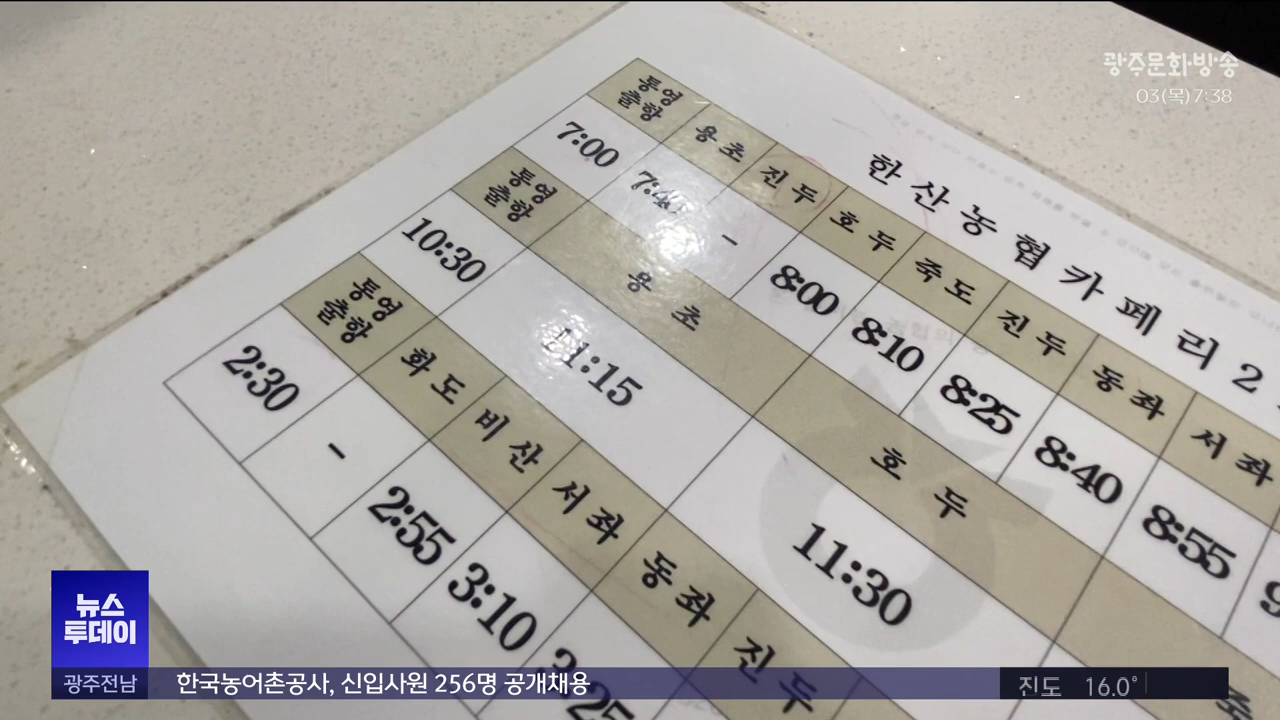 광주문화방송
03(목) 7:38
한산농협카페리2
통영출항 용초 진두 호두 죽도 진두 동좌 서좌
7:00 7:40 - 8:00 8:10 8:25 8:40 8:55
통영출항 용초 호두
10:30 11:15 11:30
통영출항 화도 비산 서좌 동좌 진두
2:30 - 2:55 3:10 3:25
뉴스
투데이
광주전남 한국농어촌공사, 신입사원 256명 공개채용
진도 16.0°